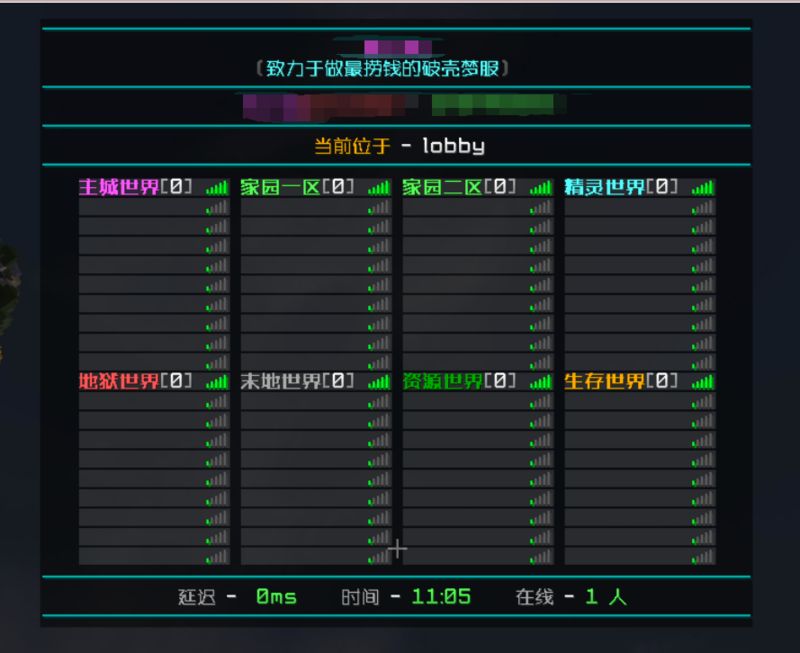 (致力于做最捞钱的破壳梦服)
当前位于 - lobby
主城世界[0] 家园一区[0] 家园二区[0] 精灵世界[0]
地狱世界[0] 末地世界[0] 资源世界[0] 生存世界[0]
延迟 - 0ms 时间 - 11:05 在线 - 1 人